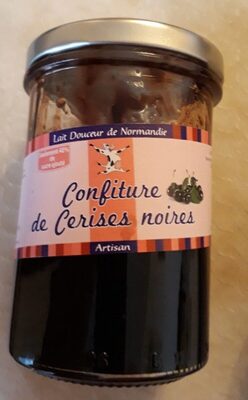 Lait Douceur de Normandie
Confiture
de Cerises noires
Artisan